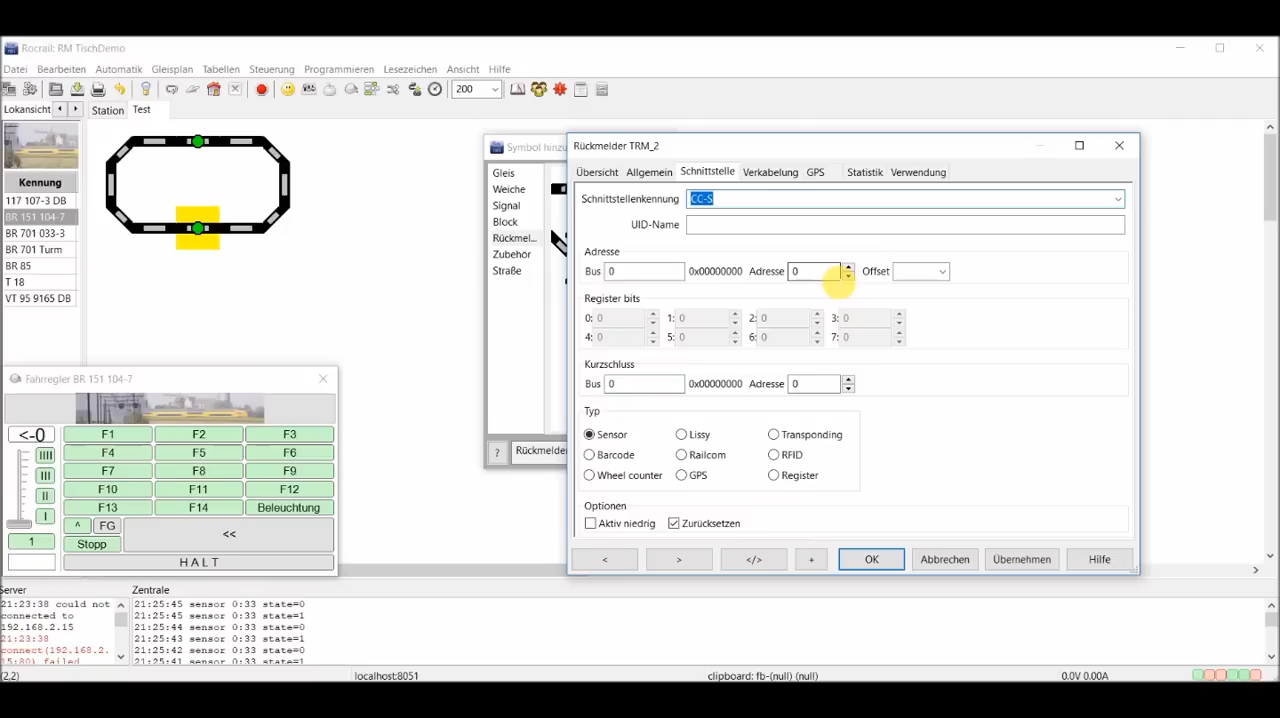 Rocrail: RM TischDemo
Datei Bearbeiten Automatik Gleisplan Tabellen Steuerung Programmieren Lesezeichen Ansicht Hilfe
200
Lokansicht
Station Test
Kennung
117 107-3 DB
BR 151 104-7
BR 701 033-3
BR 701 Turm
BR 85
T 18
VT 95 9165 DB
Symbol hinzu
Gleis
Weiche
Signal
Block
Rückmel...
Zubehör
Straße
? Rückmelde
Rückmelder TRM_2
Übersicht Allgemein Schnittstelle Verkabelung GPS Statistik Verwendung
Schnittstellenkennung CC-S
UID-Name
Adresse
Bus 0 0x00000000 Adresse 0 Offset
Register bits
0: 0 1: 0 2: 0 3: 0
4: 0 5: 0 6: 0 7: 0
Kurzschluss
Bus 0 0x00000000 Adresse 0
Typ
Sensor Lissy Transponding
Barcode Railcom RFID
Wheel counter GPS Register
Optionen
Aktiv niedrig Zurücksetzen
< > </> + OK Abbrechen Übernehmen Hilfe
Fahrregler BR 151 104-7
<-0 F1 F2 F3
IIII F4 F5 F6
III F7 F8 F9
II F10 F11 F12
I F13 F14 Beleuchtung
^ FG <<
1 Stopp
H A L T
Server
21:23:38 could not
connected to
192.168.2.15
21:23:38
connect(192.168.2.
15:80) failed
Zentrale
21:25:45 sensor 0:33 state=0
21:25:45 sensor 0:33 state=1
21:25:44 sensor 0:33 state=0
21:25:43 sensor 0:33 state=1
21:25:42 sensor 0:33 state=0
21:25:41 sensor 0:33 state=1
(2,2) localhost:8051 clipboard: fb-(null) (null) 0.0V 0.00A